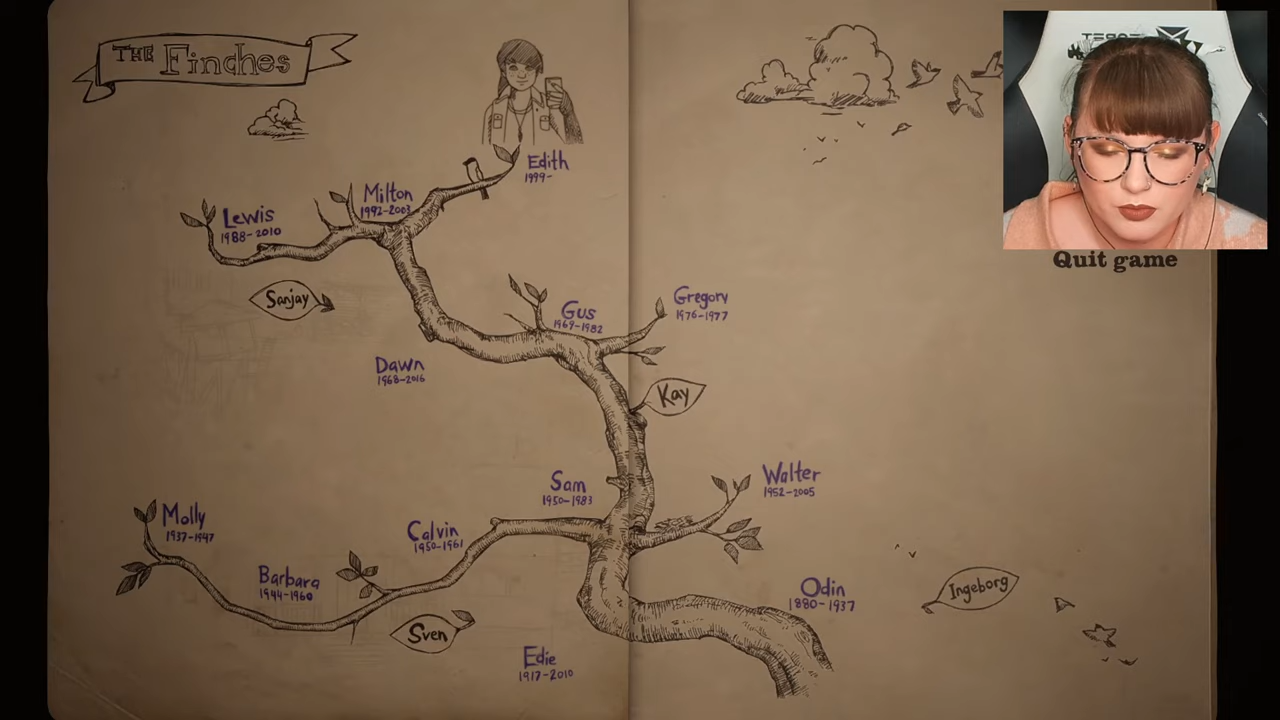 THE Finches
Edith
1999-
Milton
1992-2003
Lewis
1988-2010
Quit game
Sanjay
Gus
1969-1982
Gregory
1976-1977
Dawn
1968-2016
Kay
Sam
1950-1983
Walter
1952-2005
Molly
1937-1947
Calvin
1950-1961
Barbara
1944-1960
Odin
1880-1937
Ingeborg
Sven
Edie
1917-2010